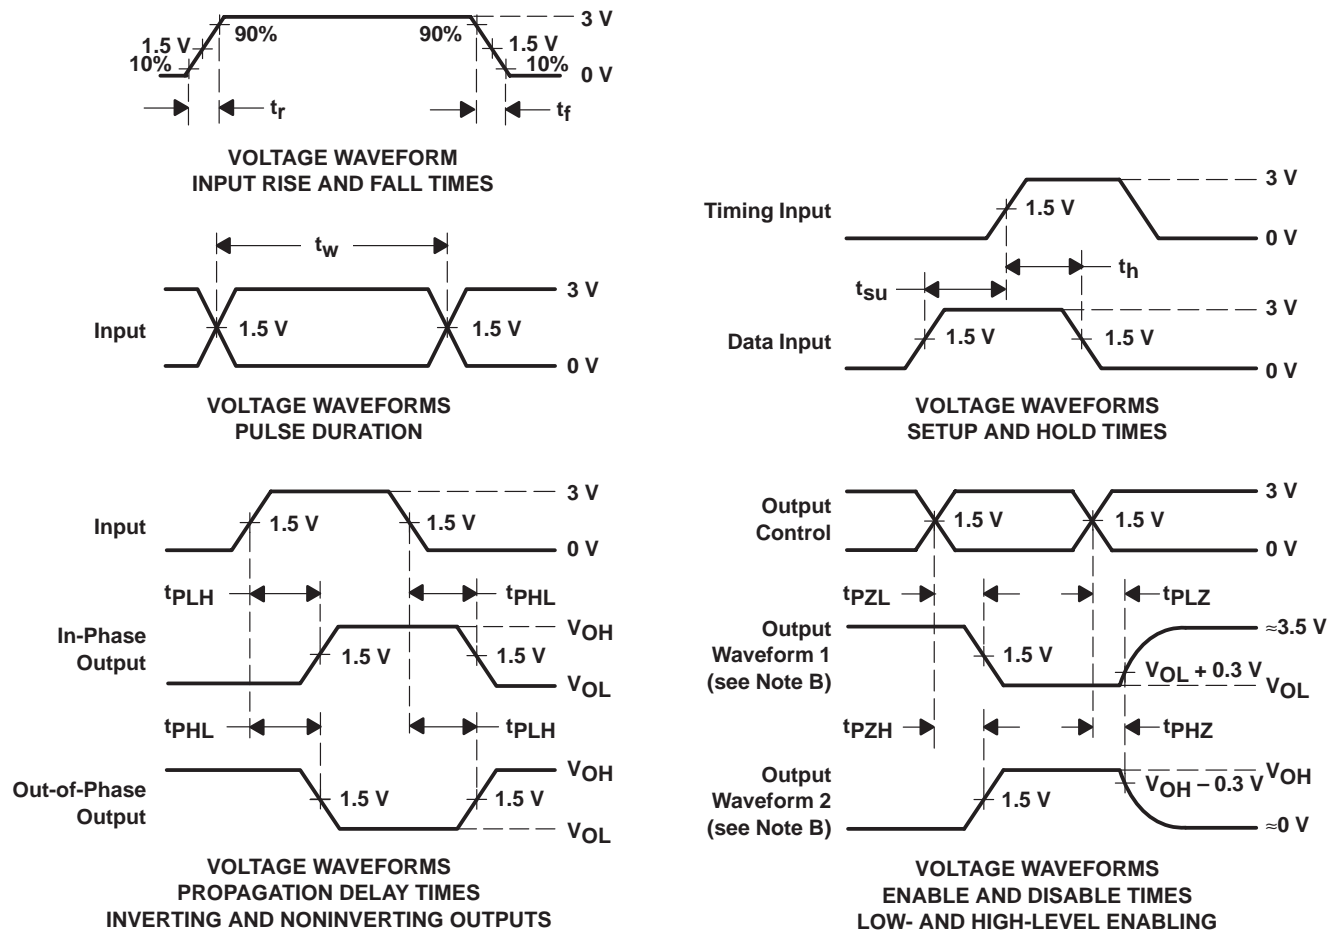 3 V
90%
90%
1.5 V
1.5 V
10%
10%
0 V
tr
tf
VOLTAGE WAVEFORM
INPUT RISE AND FALL TIMES
tw
3 V
Input
1.5 V
1.5 V
0 V
VOLTAGE WAVEFORMS
PULSE DURATION
3 V
Timing Input
1.5 V
0 V
th
tsu
3 V
Data Input
1.5 V
1.5 V
0 V
VOLTAGE WAVEFORMS
SETUP AND HOLD TIMES
3 V
Input
1.5 V
1.5 V
0 V
tPLH
tPHL
In-Phase
Output
VOH
1.5 V
1.5 V
VOL
tPHL
tPLH
Out-of-Phase
Output
VOH
1.5 V
1.5 V
VOL
VOLTAGE WAVEFORMS
PROPAGATION DELAY TIMES
INVERTING AND NONINVERTING OUTPUTS
Output
Control
3 V
1.5 V
1.5 V
0 V
tPZL
tPLZ
Output
Waveform 1
(see Note B)
≈3.5 V
1.5 V
VOL + 0.3 V
VOL
tPZH
tPHZ
Output
Waveform 2
(see Note B)
VOH
1.5 V
VOH – 0.3 V
≈0 V
VOLTAGE WAVEFORMS
ENABLE AND DISABLE TIMES
LOW- AND HIGH-LEVEL ENABLING